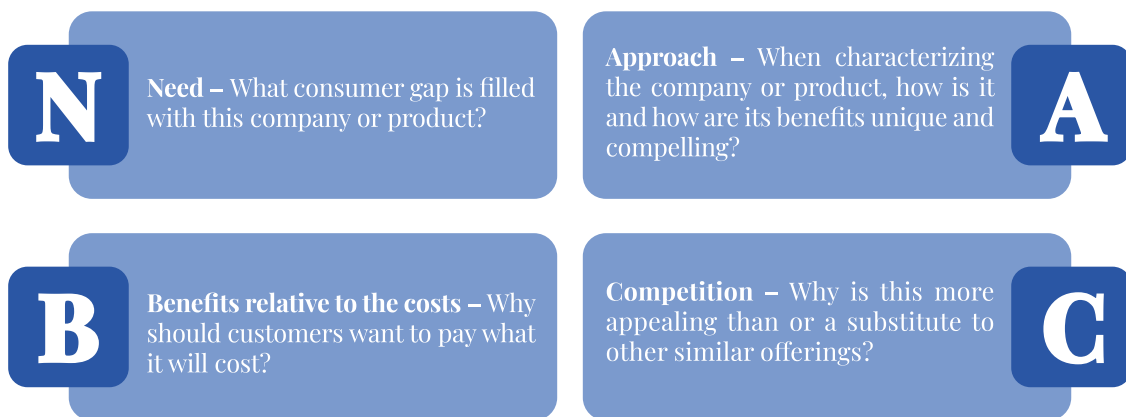 N
Need – What consumer gap is filled
with this company or product?
Approach – When characterizing
the company or product, how is it
and how are its benefits unique and
compelling?
A
B
Benefits relative to the costs – Why
should customers want to pay what
it will cost?
Competition – Why is this more
appealing than or a substitute to
other similar offerings?
C